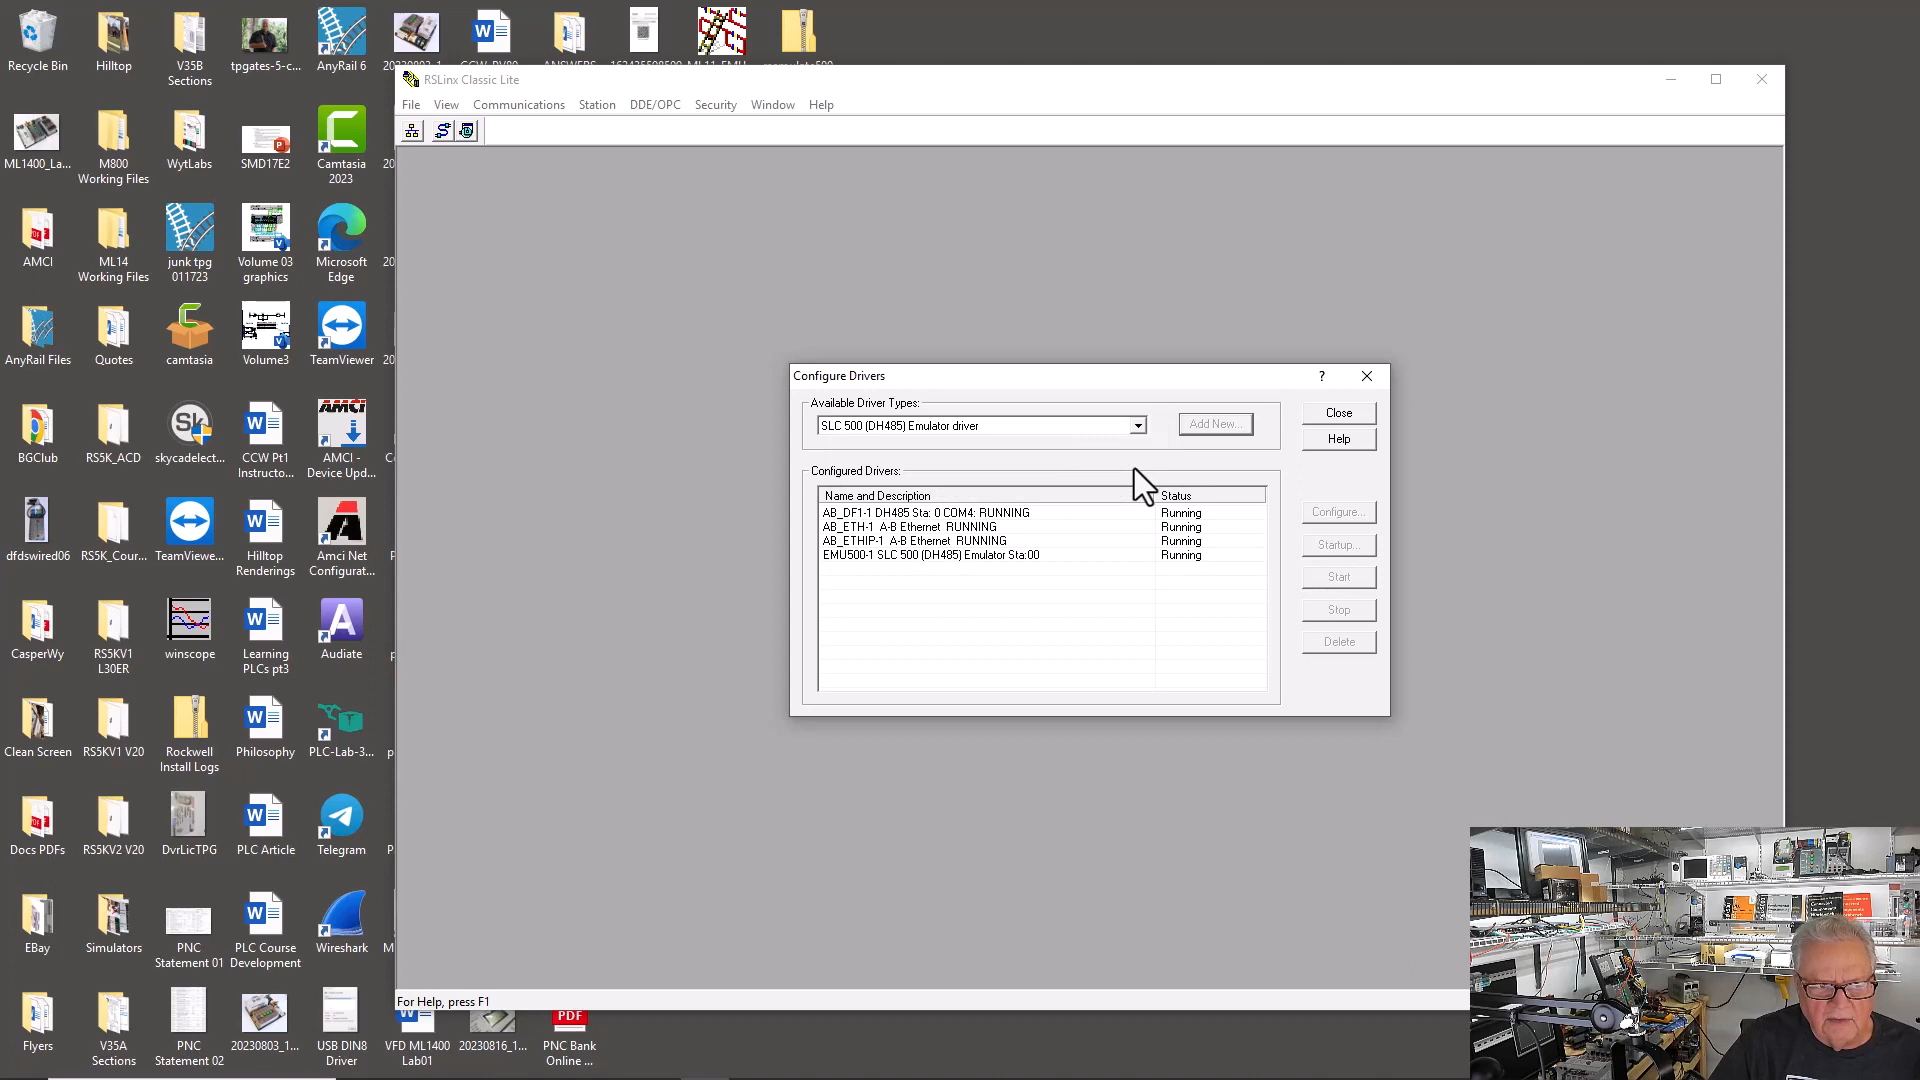 Recycle Bin
Hilltop
V35B
Sections
tpgates-5-c...
AnyRail 6
RSLinx Classic Lite
File View Communications Station DDE/OPC Security Window Help
ML1400_La...
M800
Working Files
WytLabs
SMD17E2
Camtasia
2023
AMCI
ML14
Working Files
junk tpg
011723
Volume 03
graphics
Microsoft
Edge
AnyRail Files
Quotes
camtasia
Volume3
TeamViewer
Configure Drivers
Available Driver Types:
SLC 500 (DH485) Emulator driver
Add New...
Close
Help
Configured Drivers:
Name and Description Status
AB_DF1-1 DH485 Sta: 0 COM4: RUNNING Running
AB_ETH-1 A-B Ethernet RUNNING Running
AB_ETHIP-1 A-B Ethernet RUNNING Running
EMU500-1 SLC 500 (DH485) Emulator Sta:00 Running
Configure...
Startup...
Start
Stop
Delete
BGClub
RS5K_ACD
skycadelect...
CCW Pt1
Instructo...
AMCI -
Device Upd...
dfdswired06
RS5K_Cour...
TeamViewe...
Hilltop
Renderings
Amci Net
Configurat...
CasperWy
RS5KV1
L30ER
winscope
Learning
PLCs pt3
Audiate
Clean Screen
RS5KV1 V20
Rockwell
Install Logs
Philosophy
PLC-Lab-3...
Docs PDFs
RS5KV2 V20
DvrLicTPG
PLC Article
Telegram
EBay
Simulators
PNC
Statement 01
PLC Course
Development
Wireshark
For Help, press F1
Flyers
V35A
Sections
PNC
Statement 02
20230803_1...
USB DIN8
Driver
VFD ML1400
Lab01
20230816_1...
PDF
PNC Bank
Online ...